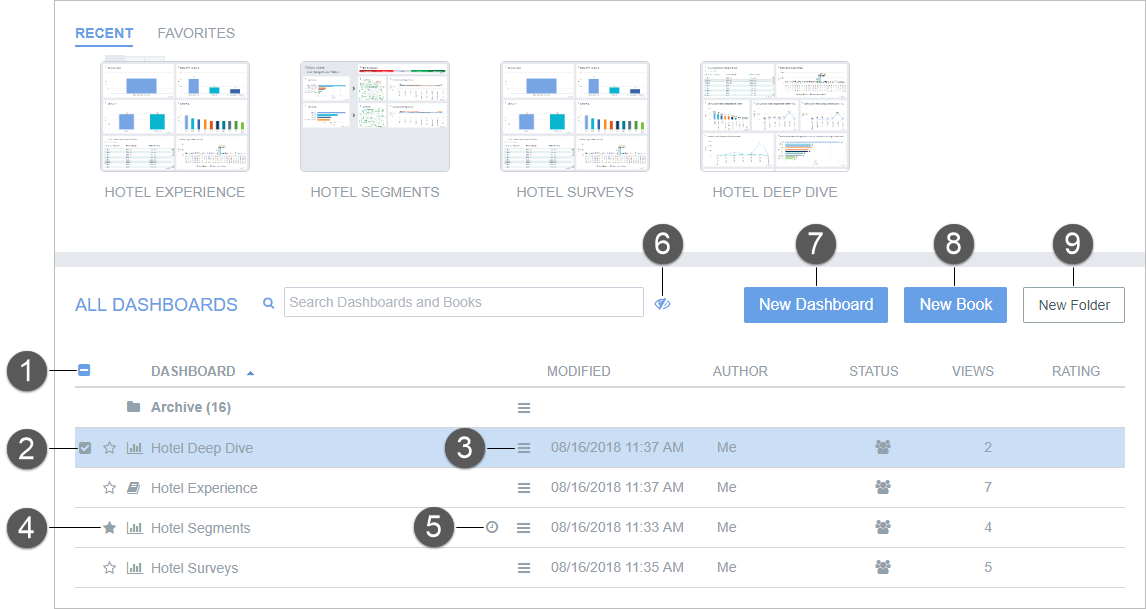 RECENT FAVORITES
HOTEL EXPERIENCE HOTEL SEGMENTS HOTEL SURVEYS HOTEL DEEP DIVE
6 7 8 9
ALL DASHBOARDS Search Dashboards and Books New Dashboard New Book New Folder
1 DASHBOARD MODIFIED AUTHOR STATUS VIEWS RATING
Archive (16)
2 Hotel Deep Dive 3 08/16/2018 11:37 AM Me 2
Hotel Experience 08/16/2018 11:37 AM Me 7
4 Hotel Segments 5 08/16/2018 11:33 AM Me 4
Hotel Surveys 08/16/2018 11:35 AM Me 5